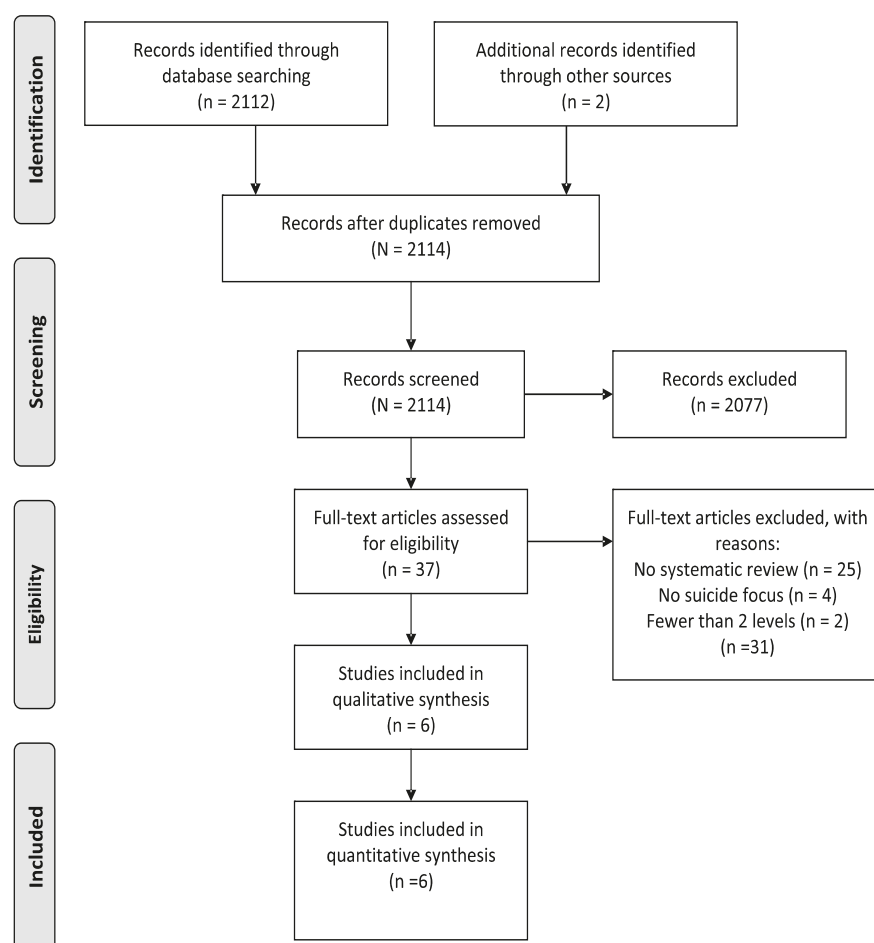 Identification
Records identified through
database searching
(n = 2112)
Additional records identified
through other sources
(n = 2)
Records after duplicates removed
(N = 2114)
Screening
Records screened
(N = 2114)
Records excluded
(n = 2077)
Eligibility
Full-text articles assessed
for eligibility
(n = 37)
Full-text articles excluded, with
reasons:
No systematic review (n = 25)
No suicide focus (n = 4)
Fewer than 2 levels (n = 2)
(n =31)
Studies included in
qualitative synthesis
(n = 6)
Included
Studies included in
quantitative synthesis
(n =6)